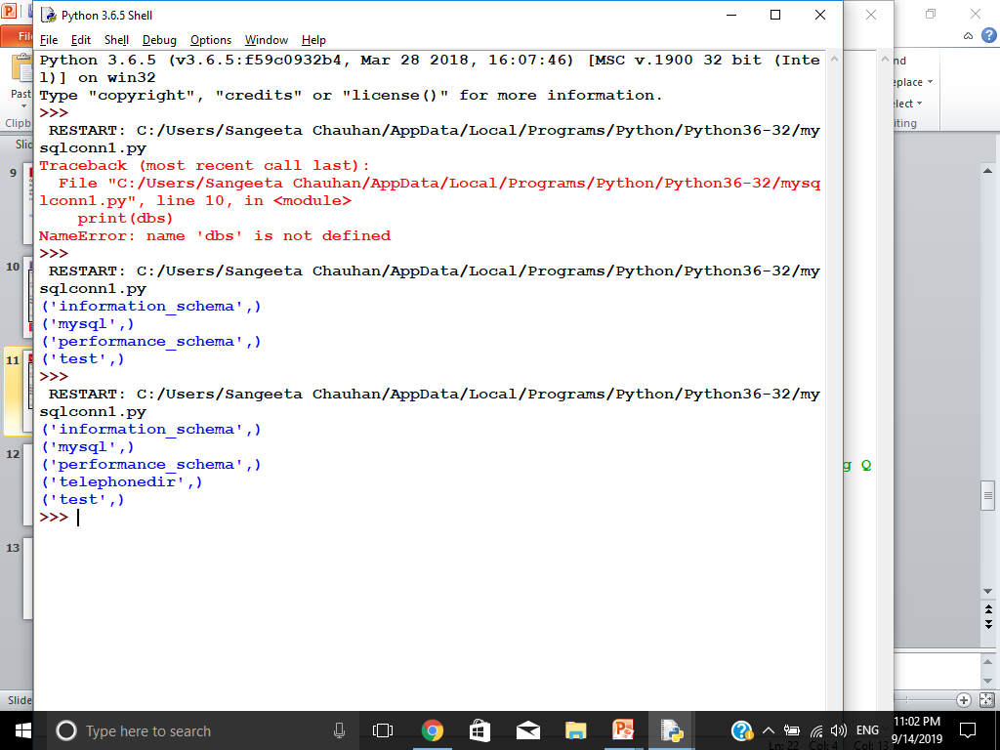 Python 3.6.5 Shell
File Edit Shell Debug Options Window Help
Python 3.6.5 (v3.6.5:f59c0932b4, Mar 28 2018, 16:07:46) [MSC v.1900 32 bit (Inte
l)] on win32
Type "copyright", "credits" or "license()" for more information.
>>>
RESTART: C:/Users/Sangeeta Chauhan/AppData/Local/Programs/Python/Python36-32/my
sqlconn1.py
Traceback (most recent call last):
File "C:/Users/Sangeeta Chauhan/AppData/Local/Programs/Python/Python36-32/mysq
lconn1.py", line 10, in <module>
print(dbs)
NameError: name 'dbs' is not defined
>>>
RESTART: C:/Users/Sangeeta Chauhan/AppData/Local/Programs/Python/Python36-32/my
sqlconn1.py
('information_schema',)
('mysql',)
('performance_schema',)
('test',)
>>>
RESTART: C:/Users/Sangeeta Chauhan/AppData/Local/Programs/Python/Python36-32/my
sqlconn1.py
('information_schema',)
('mysql',)
('performance_schema',)
('telephonedir',)
('test',)
>>>
Fil
Past
Clipb
Slic
9
10
11
12
13
Slide
nd
eplace
elect
iting
g Q
Type here to search
ENG
11:02 PM
9/14/2019
Ln: 22 Col: 4
Col: 13